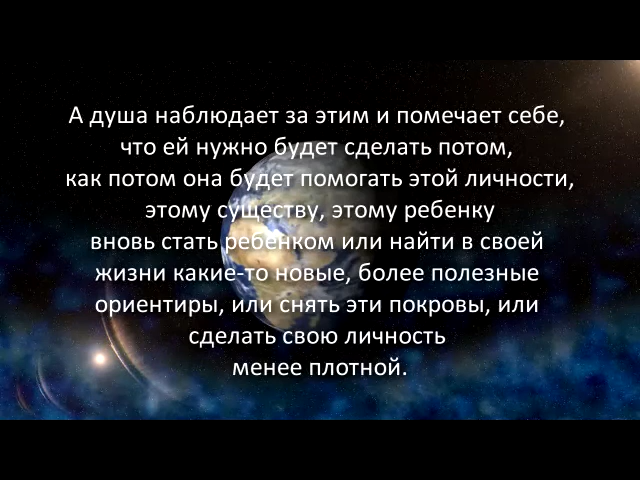 А душа наблюдает за этим и помечает себе,
что ей нужно будет сделать потом,
как потом она будет помогать этой личности,
этому существу, этому ребенку
вновь стать ребенком или найти в своей
жизни какие-то новые, более полезные
ориентиры, или снять эти покровы, или
сделать свою личность
менее плотной.